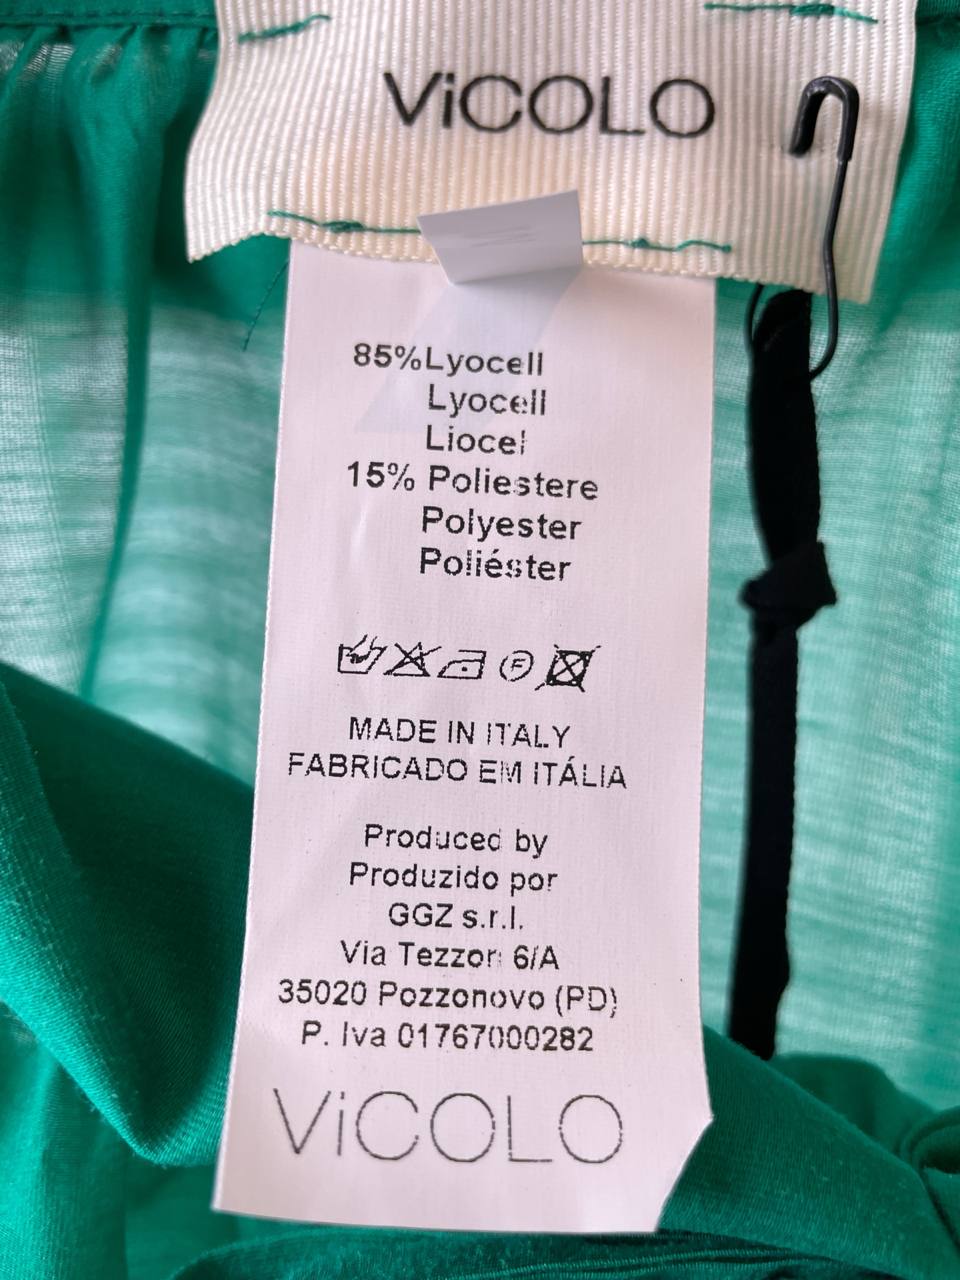 ViCOLO
85%Lyocell
Lyocell
Liocel
15% Poliestere
Polyester
Poliéster
F
MADE IN ITALY
FABRICADO EM ITÁLIA
Produced by
Produzido por
GGZ s.r.l.
Via Tezzori 6/A
35020 Pozzonovo (PD)
P. Iva 01767000282
ViCOLO